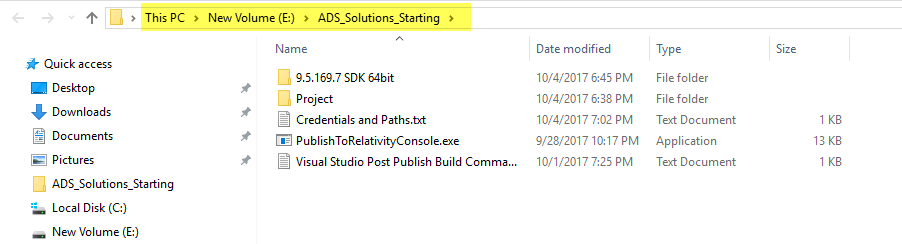 This PC > New Volume (E:) > ADS_Solutions_Starting >
Name Date modified Type Size
Quick access
Desktop
Downloads
Documents
Pictures
ADS_Solutions_Starting
Local Disk (C:)
New Volume (E:)
9.5.169.7 SDK 64bit 10/4/2017 6:45 PM File folder
Project 10/4/2017 6:38 PM File folder
Credentials and Paths.txt 10/4/2017 7:02 PM Text Document 1 KB
PublishToRelativityConsole.exe 9/28/2017 10:17 PM Application 13 KB
Visual Studio Post Publish Build Comma... 10/1/2017 7:25 PM Text Document 1 KB